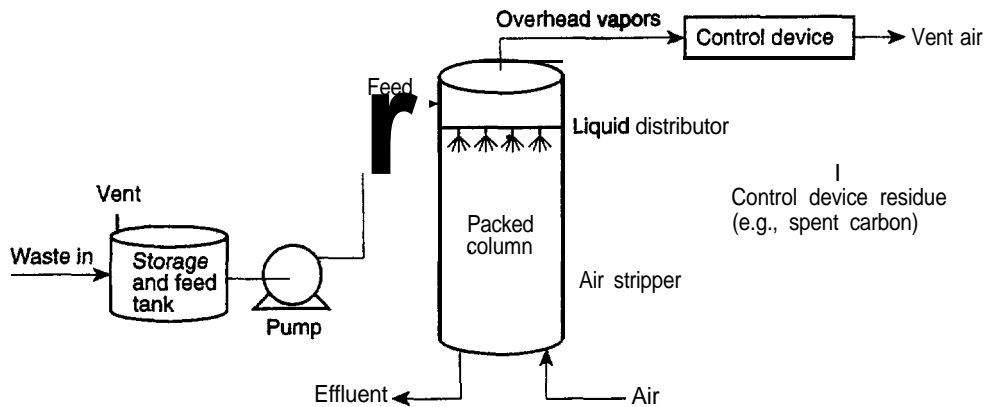 Overhead vapors
Control device
Vent air
Feed
Liquid distributor
Control device residue
(e.g., spent carbon)
Vent
Packed
column
Waste in
Storage
and feed
tank
Air stripper
Pump
Effluent
Air